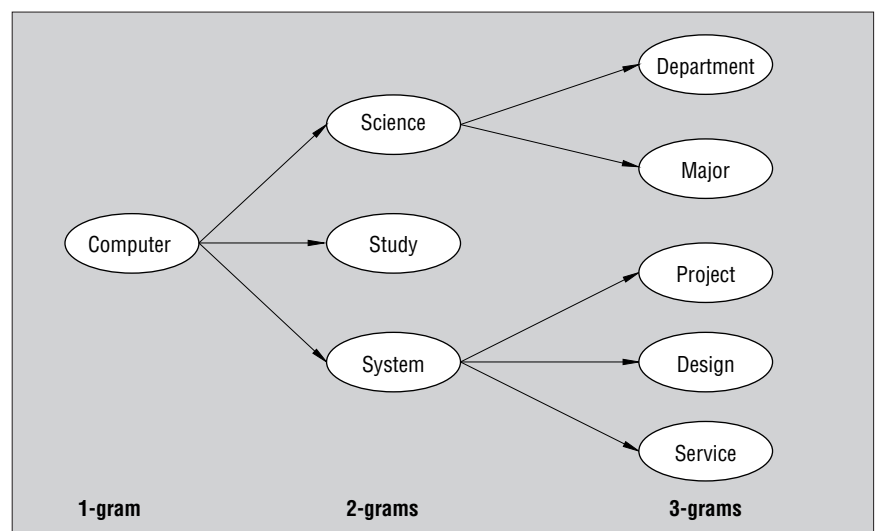 Department
Science
Major
Computer
Study
Project
System
Design
Service
1-gram 2-grams 3-grams